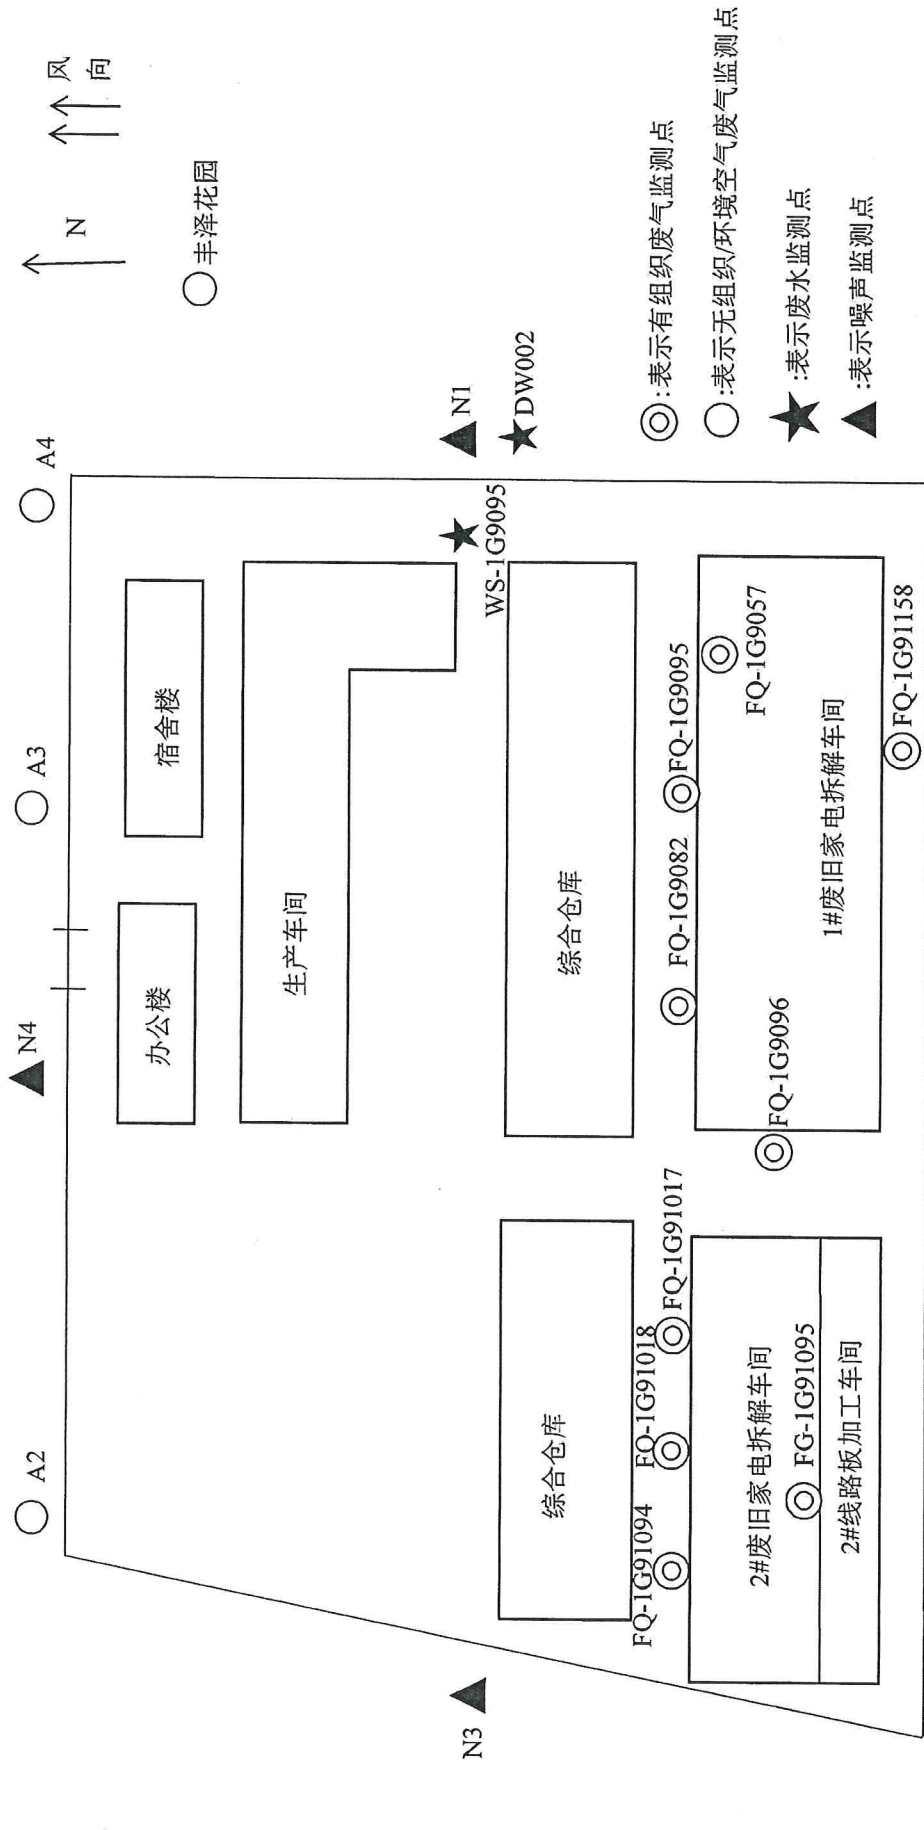 风向
N
丰泽花园
A2
N4
A3
A4
办公楼
宿舍楼
生产车间
N3
N1
WS-1G9095
DW002
综合仓库
综合仓库
FQ-1G91094
FQ-1G91018
FQ-1G91017
FQ-1G9082
FQ-1G9095
FQ-1G9057
FQ-1G9096
2#废旧家电拆解车间
FG-1G91095
2#线路板加工车间
1#废旧家电拆解车间
FQ-1G91158
:表示有组织废气监测点
:表示无组织/环境空气废气监测点
:表示废水监测点
:表示噪声监测点